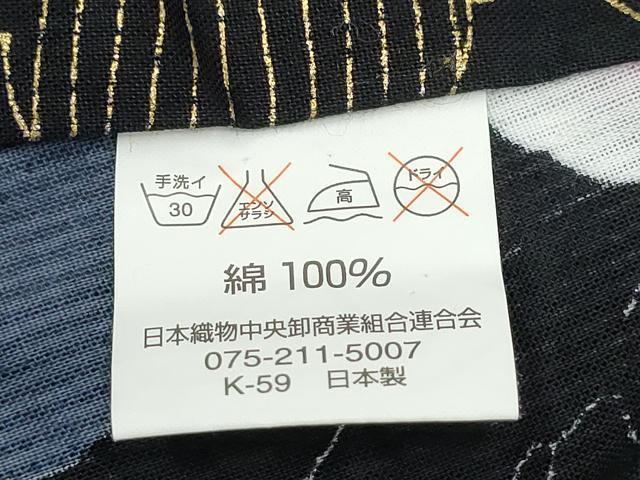 手洗イ
30
エンソ
サラシ
高
ドライ
綿 100%
日本織物中央卸商業組合連合会
075-211-5007
K-59 日本製